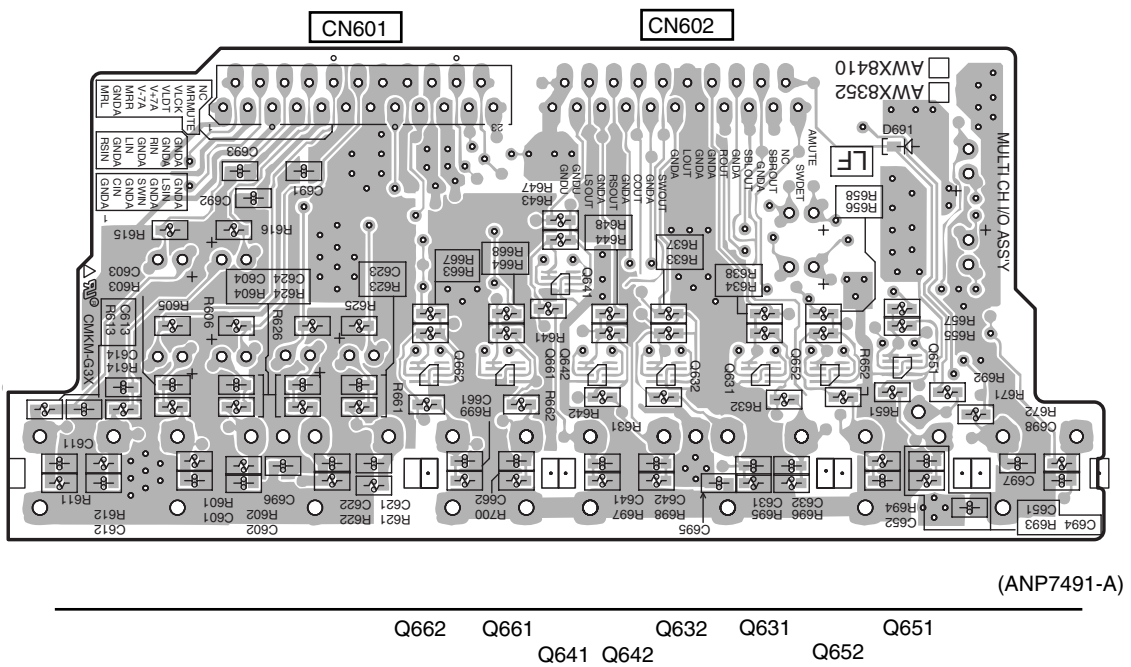 CN601
CN602
AWX8410
AWX8352
NC
MRMUTE
VLCK
VLDT
V+7A
V-7A
MRR
GNDA
MRL
GNDA
RIN
GNDA
LIN
GNDA
RSIN
GNDA
LSIN
GNDA
SWIN
GNDA
CIN
GNDA
1
1
23
C693
C691
C692
R615
R616
C603
R603
C604
R604
C624
R624
C623
R623
R667
R663
R668
R664
R647
R643
R648
R644
R637
R633
R638
R634
R658
R656
GNDU
GNDU
LSOUT
GNDA
RSOUT
GNDA
COUT
GNDA
SWOUT
GNDA
LOUT
GNDA
GNDA
ROUT
GNDA
SBLOUT
GNDA
SBROUT
NC
SWDET
AMUTE
LF
D691
MULTI CH I/O ASS'Y
CMKM-G3X
C613
R613
C614
R614
R605
R606
R626
R625
R661
Q662
Q661
R662
Q641
R641
Q642
R642
R631
Q632
Q631
R632
Q652
R652
R651
Q651
R657
R655
R692
R671
R672
C698
C611
R611
R612
C612
R601
C601
R602
C602
C696
C622
R622
C621
R621
C661
R699
C662
R700
C641
R697
C642
R698
C695
C631
R695
C632
R696
R694
C652
C697
C651
R693
C694
(ANP7491-A)
Q662 Q661 Q632 Q631 Q651
Q641 Q642 Q652